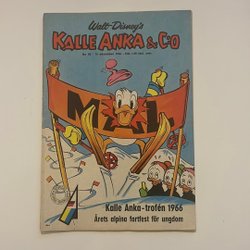 Walt Disney's
KALLE ANKA & C:O
MÅL
Kalle Anka-trofén 1966
Årets alpina fartfest för ungdom